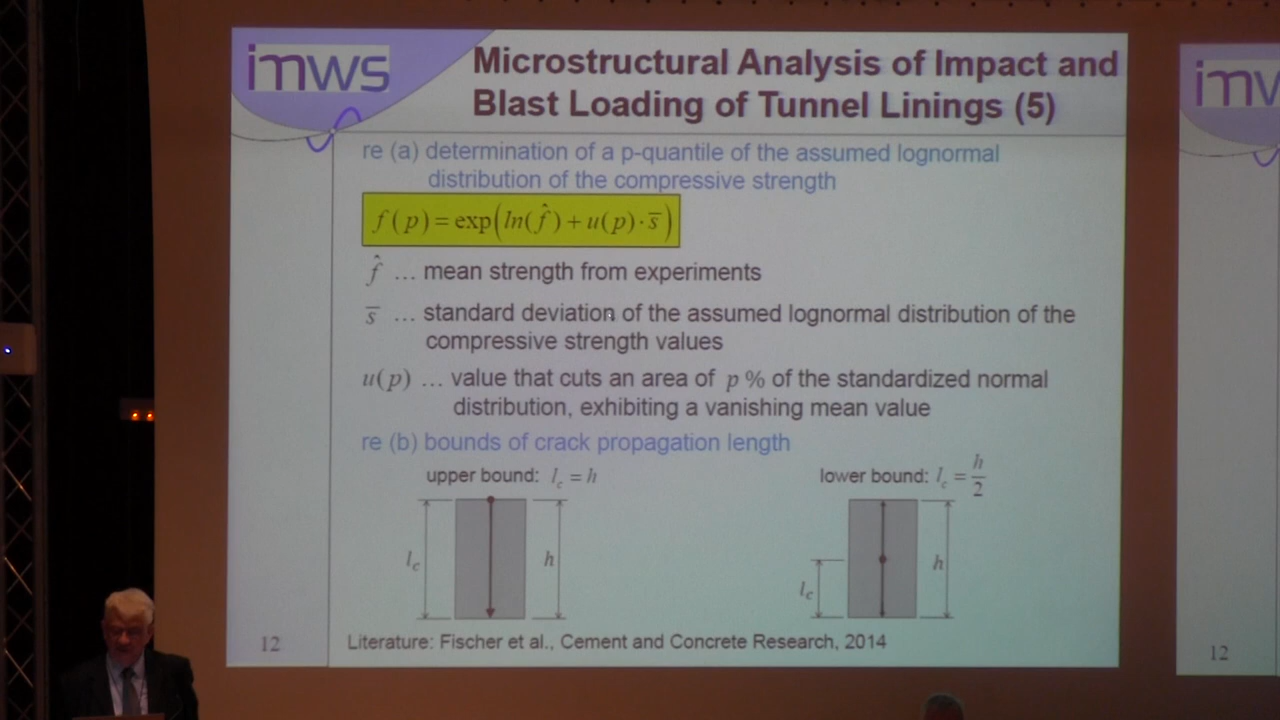 imws
Microstructural Analysis of Impact and
Blast Loading of Tunnel Linings (5)
re (a) determination of a p-quantile of the assumed lognormal
distribution of the compressive strength
f(p) = exp(ln(f̂) + u(p)·s̅)
f̂ ... mean strength from experiments
s̅ ... standard deviation of the assumed lognormal distribution of the
compressive strength values
u(p) ... value that cuts an area of p % of the standardized normal
distribution, exhibiting a vanishing mean value
re (b) bounds of crack propagation length
upper bound: l_c = h
lower bound: l_c = h/2
l_c
h
l_c
h
12
Literature: Fischer et al., Cement and Concrete Research, 2014
12